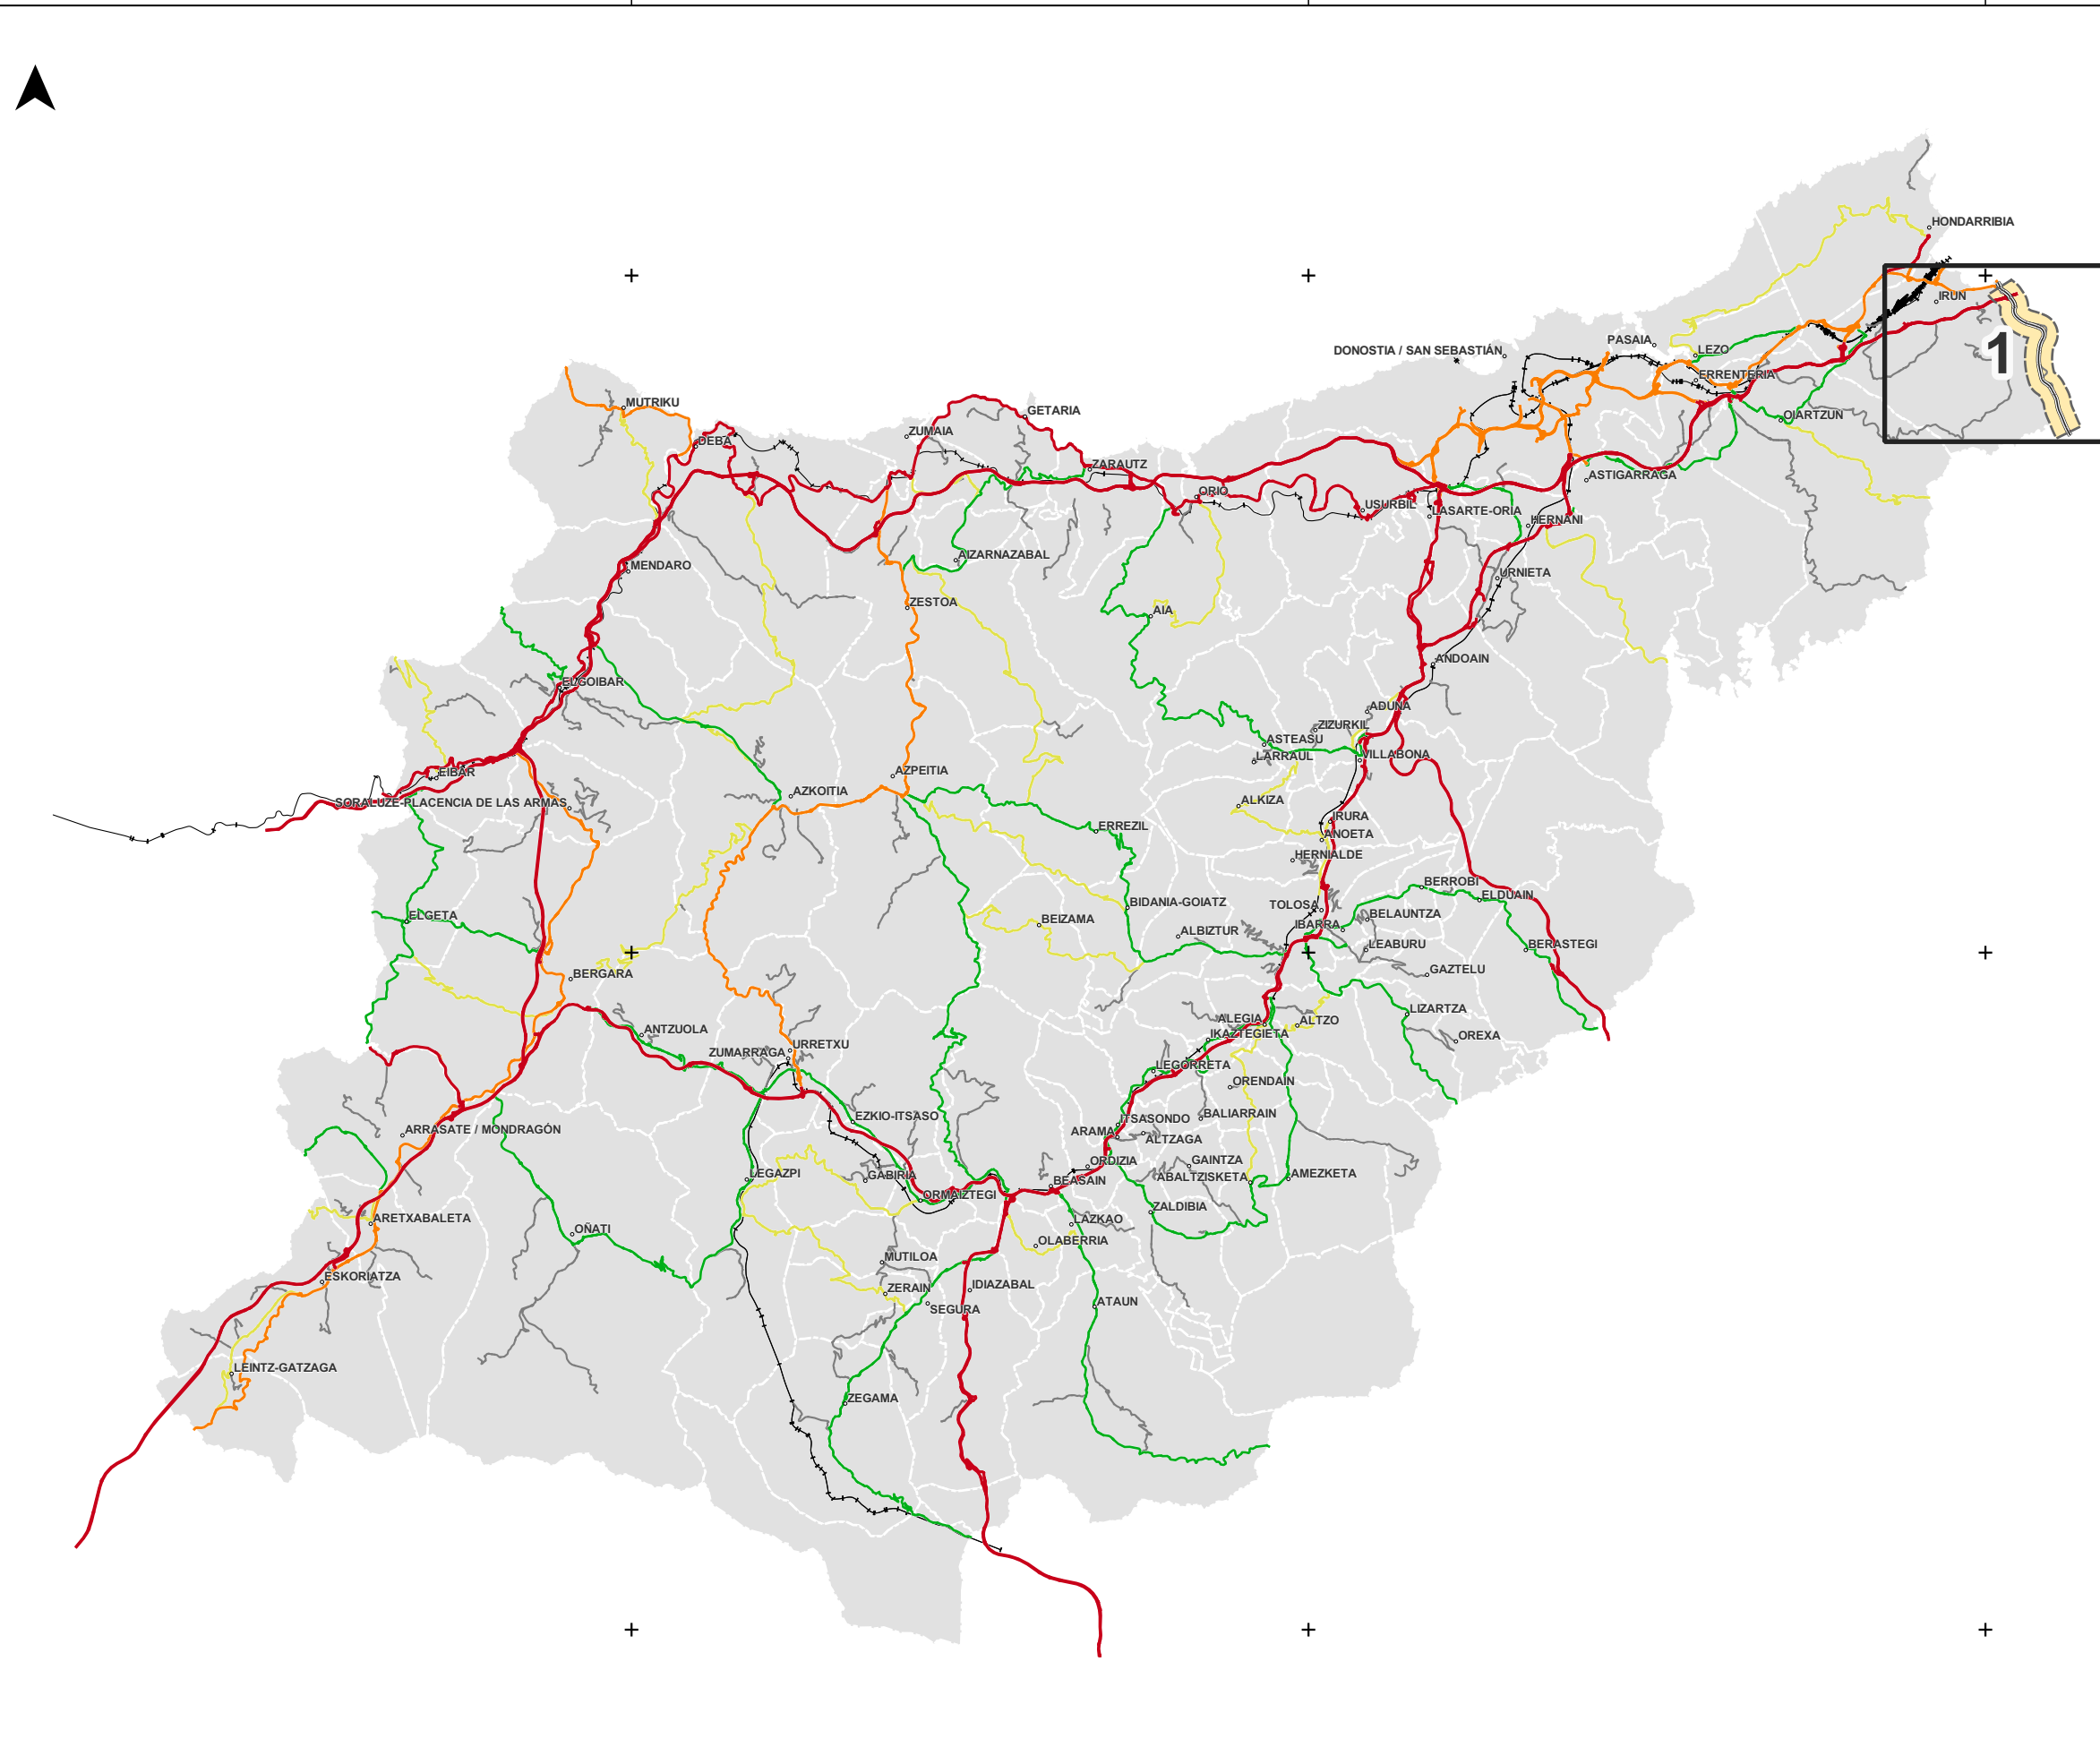 HONDARRIBIA
IRUN
1
PASAIA
LEZO
DONOSTIA / SAN SEBASTIÁN
ERRENTERIA
MUTRIKU
GETARIA
OIARTZUN
ZUMAIA
DEBA
ZARAUTZ
ASTIGARRAGA
ORIO
USURBIL
LASARTE-ORIA
HERNANI
AIZARNAZABAL
MENDARO
URNIETA
ZESTOA
AIA
ANDOAIN
ELGOIBAR
ADUNA
ZIZURKIL
ASTEASU
LARRAUL
VILLABONA
EIBAR
AZPEITIA
AZKOITIA
SORALUZE-PLACENCIA DE LAS ARMAS
ALKIZA
IRURA
ERREZIL
ANOETA
HERNIALDE
BERROBI
ELDUAIN
BIDANIA-GOIATZ
TOLOSA
BELAUNTZA
ELGETA
BEIZAMA
IBARRA
ALBIZTUR
LEABURU
BERASTEGI
GAZTELU
BERGARA
LIZARTZA
ALEGIA
ALTZO
ANTZUOLA
IKAZTEGIETA
OREXA
URRETXU
ZUMARRAGA
LEGORRETA
ORENDAIN
EZKIO-ITSASO
BALIARRAIN
ITSASONDO
ARRASATE / MONDRAGÓN
ARAMA
ALTZAGA
ORDIZIA
GAINTZA
LEGAZPI
GABIRIA
ABALTZISKETA
AMEZKETA
BEASAIN
ORMAIZTEGI
ZALDIBIA
ARETXABALETA
LAZKAO
OÑATI
OLABERRIA
MUTILOA
ESKORIATZA
ZERAIN
IDIAZABAL
SEGURA
ATAUN
LEINTZ-GATZAGA
ZEGAMA